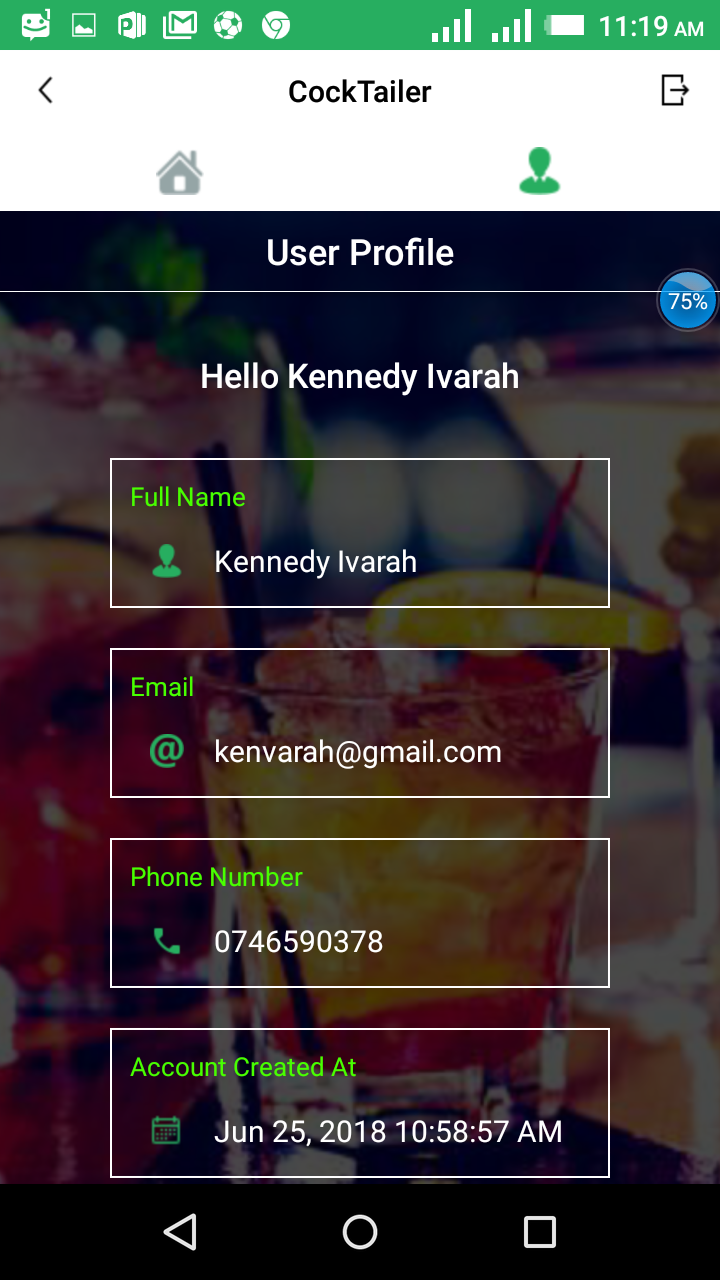 11:19 AM
CockTailer
User Profile
75%
Hello Kennedy Ivarah
Full Name
Kennedy Ivarah
Email
@ kenvarah@gmail.com
Phone Number
0746590378
Account Created At
Jun 25, 2018 10:58:57 AM